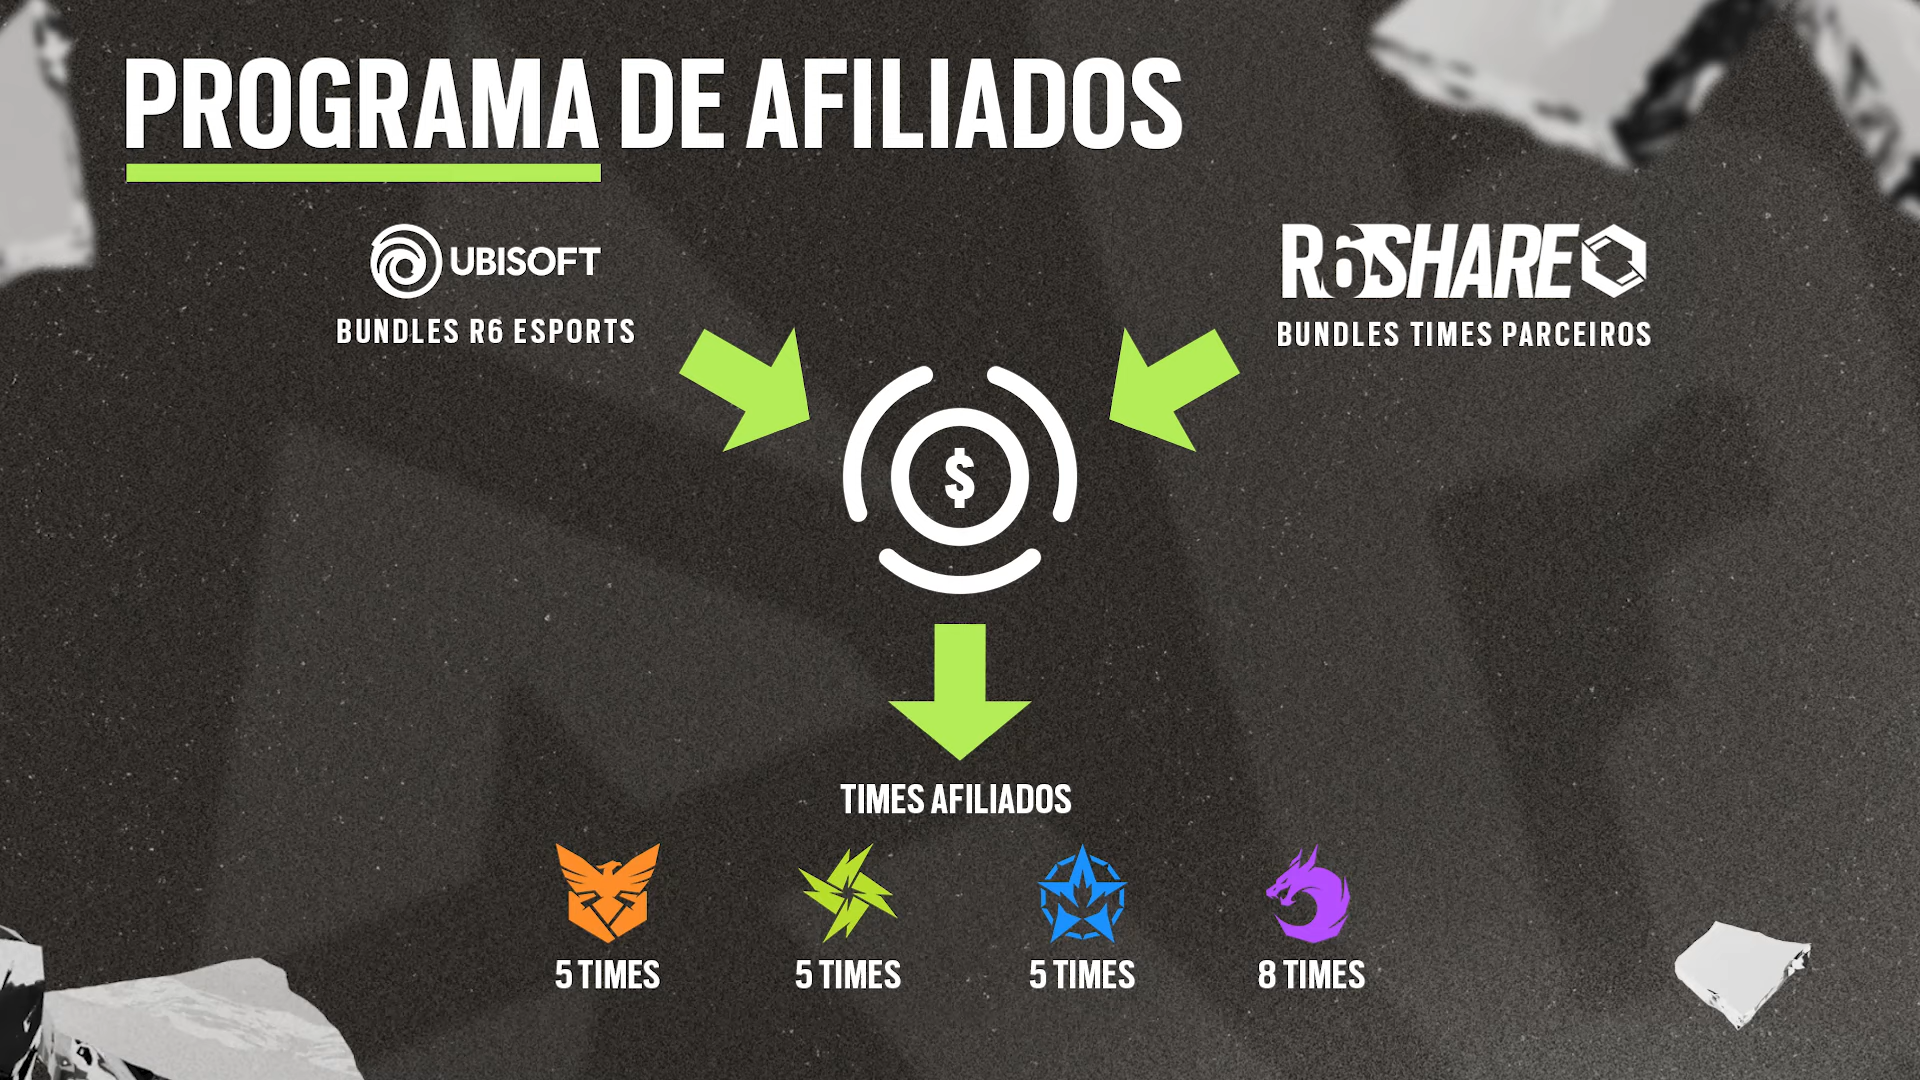 PROGRAMA DE AFILIADOS
UBISOFT
BUNDLES R6 ESPORTS
R6SHARE
BUNDLES TIMES PARCEIROS
$
TIMES AFILIADOS
5 TIMES
5 TIMES
5 TIMES
8 TIMES